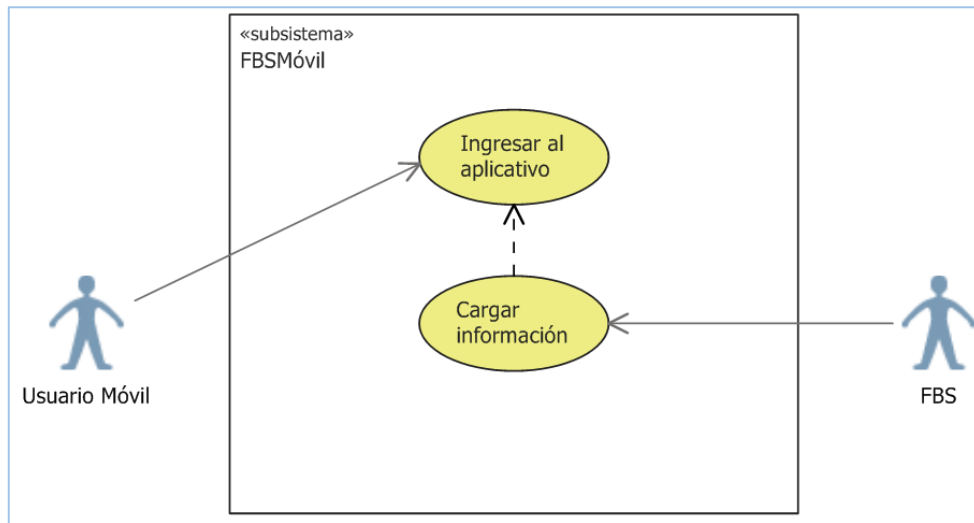 «subsistema»
FBSMóvil
Ingresar al
aplicativo
Cargar
información
Usuario Móvil
FBS